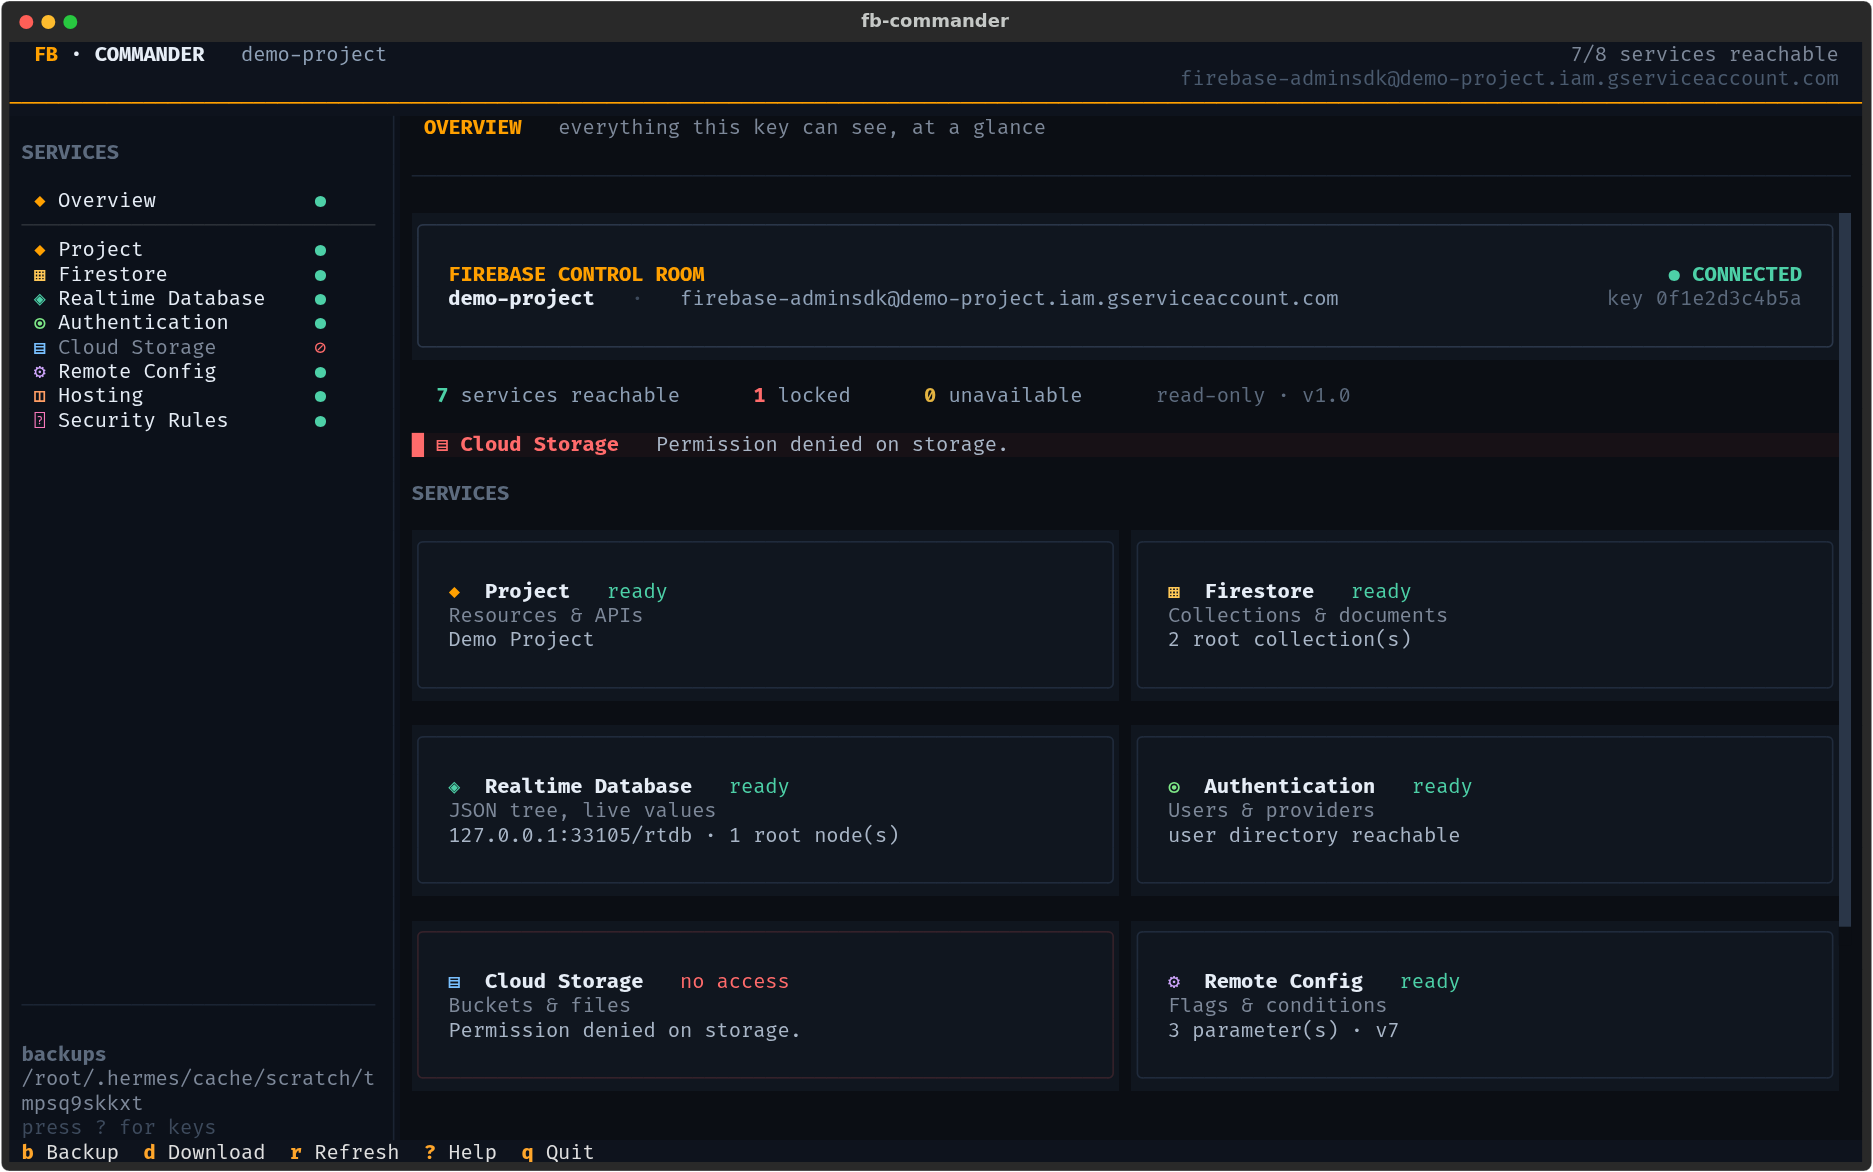 fb-commander
FB · COMMANDER demo-project 7/8 services reachable
firebase-adminsdk@demo-project.iam.gserviceaccount.com
SERVICES
Overview
Project
Firestore
Realtime Database
Authentication
Cloud Storage
Remote Config
Hosting
Security Rules
backups
/root/.hermes/cache/scratch/t
mpsq9skkxt
press ? for keys
OVERVIEW everything this key can see, at a glance
FIREBASE CONTROL ROOM ● CONNECTED
demo-project · firebase-adminsdk@demo-project.iam.gserviceaccount.com key 0f1e2d3c4b5a
7 services reachable 1 locked 0 unavailable read-only · v1.0
Cloud Storage Permission denied on storage.
SERVICES
Project ready
Resources & APIs
Demo Project
Firestore ready
Collections & documents
2 root collection(s)
Realtime Database ready
JSON tree, live values
127.0.0.1:33105/rtdb · 1 root node(s)
Authentication ready
Users & providers
user directory reachable
Cloud Storage no access
Buckets & files
Permission denied on storage.
Remote Config ready
Flags & conditions
3 parameter(s) · v7
b Backup d Download r Refresh ? Help q Quit